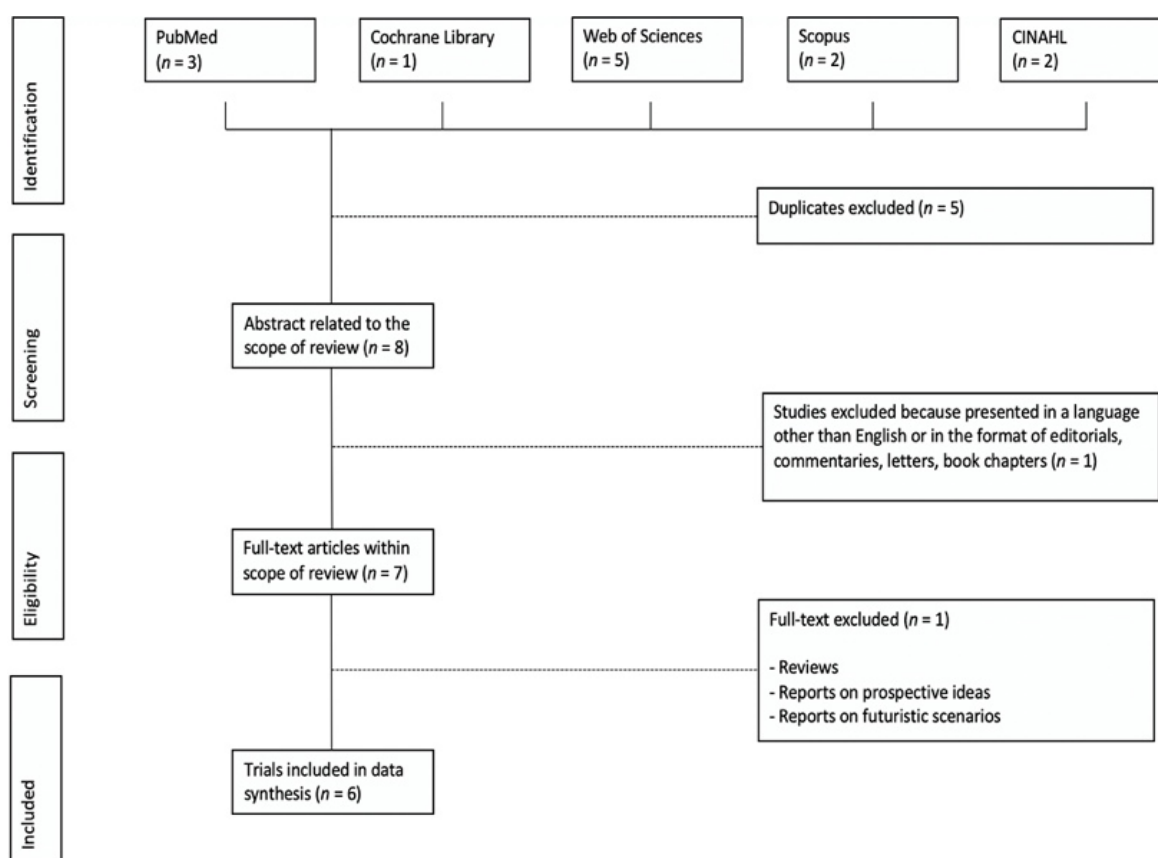 Identification
PubMed
(n = 3)
Cochrane Library
(n = 1)
Web of Sciences
(n = 5)
Scopus
(n = 2)
CINAHL
(n = 2)
Duplicates excluded (n = 5)
Screening
Abstract related to the
scope of review (n = 8)
Studies excluded because presented in a language
other than English or in the format of editorials,
commentaries, letters, book chapters (n = 1)
Eligibility
Full-text articles within
scope of review (n = 7)
Full-text excluded (n = 1)
- Reviews
- Reports on prospective ideas
- Reports on futuristic scenarios
Included
Trials included in data
synthesis (n = 6)